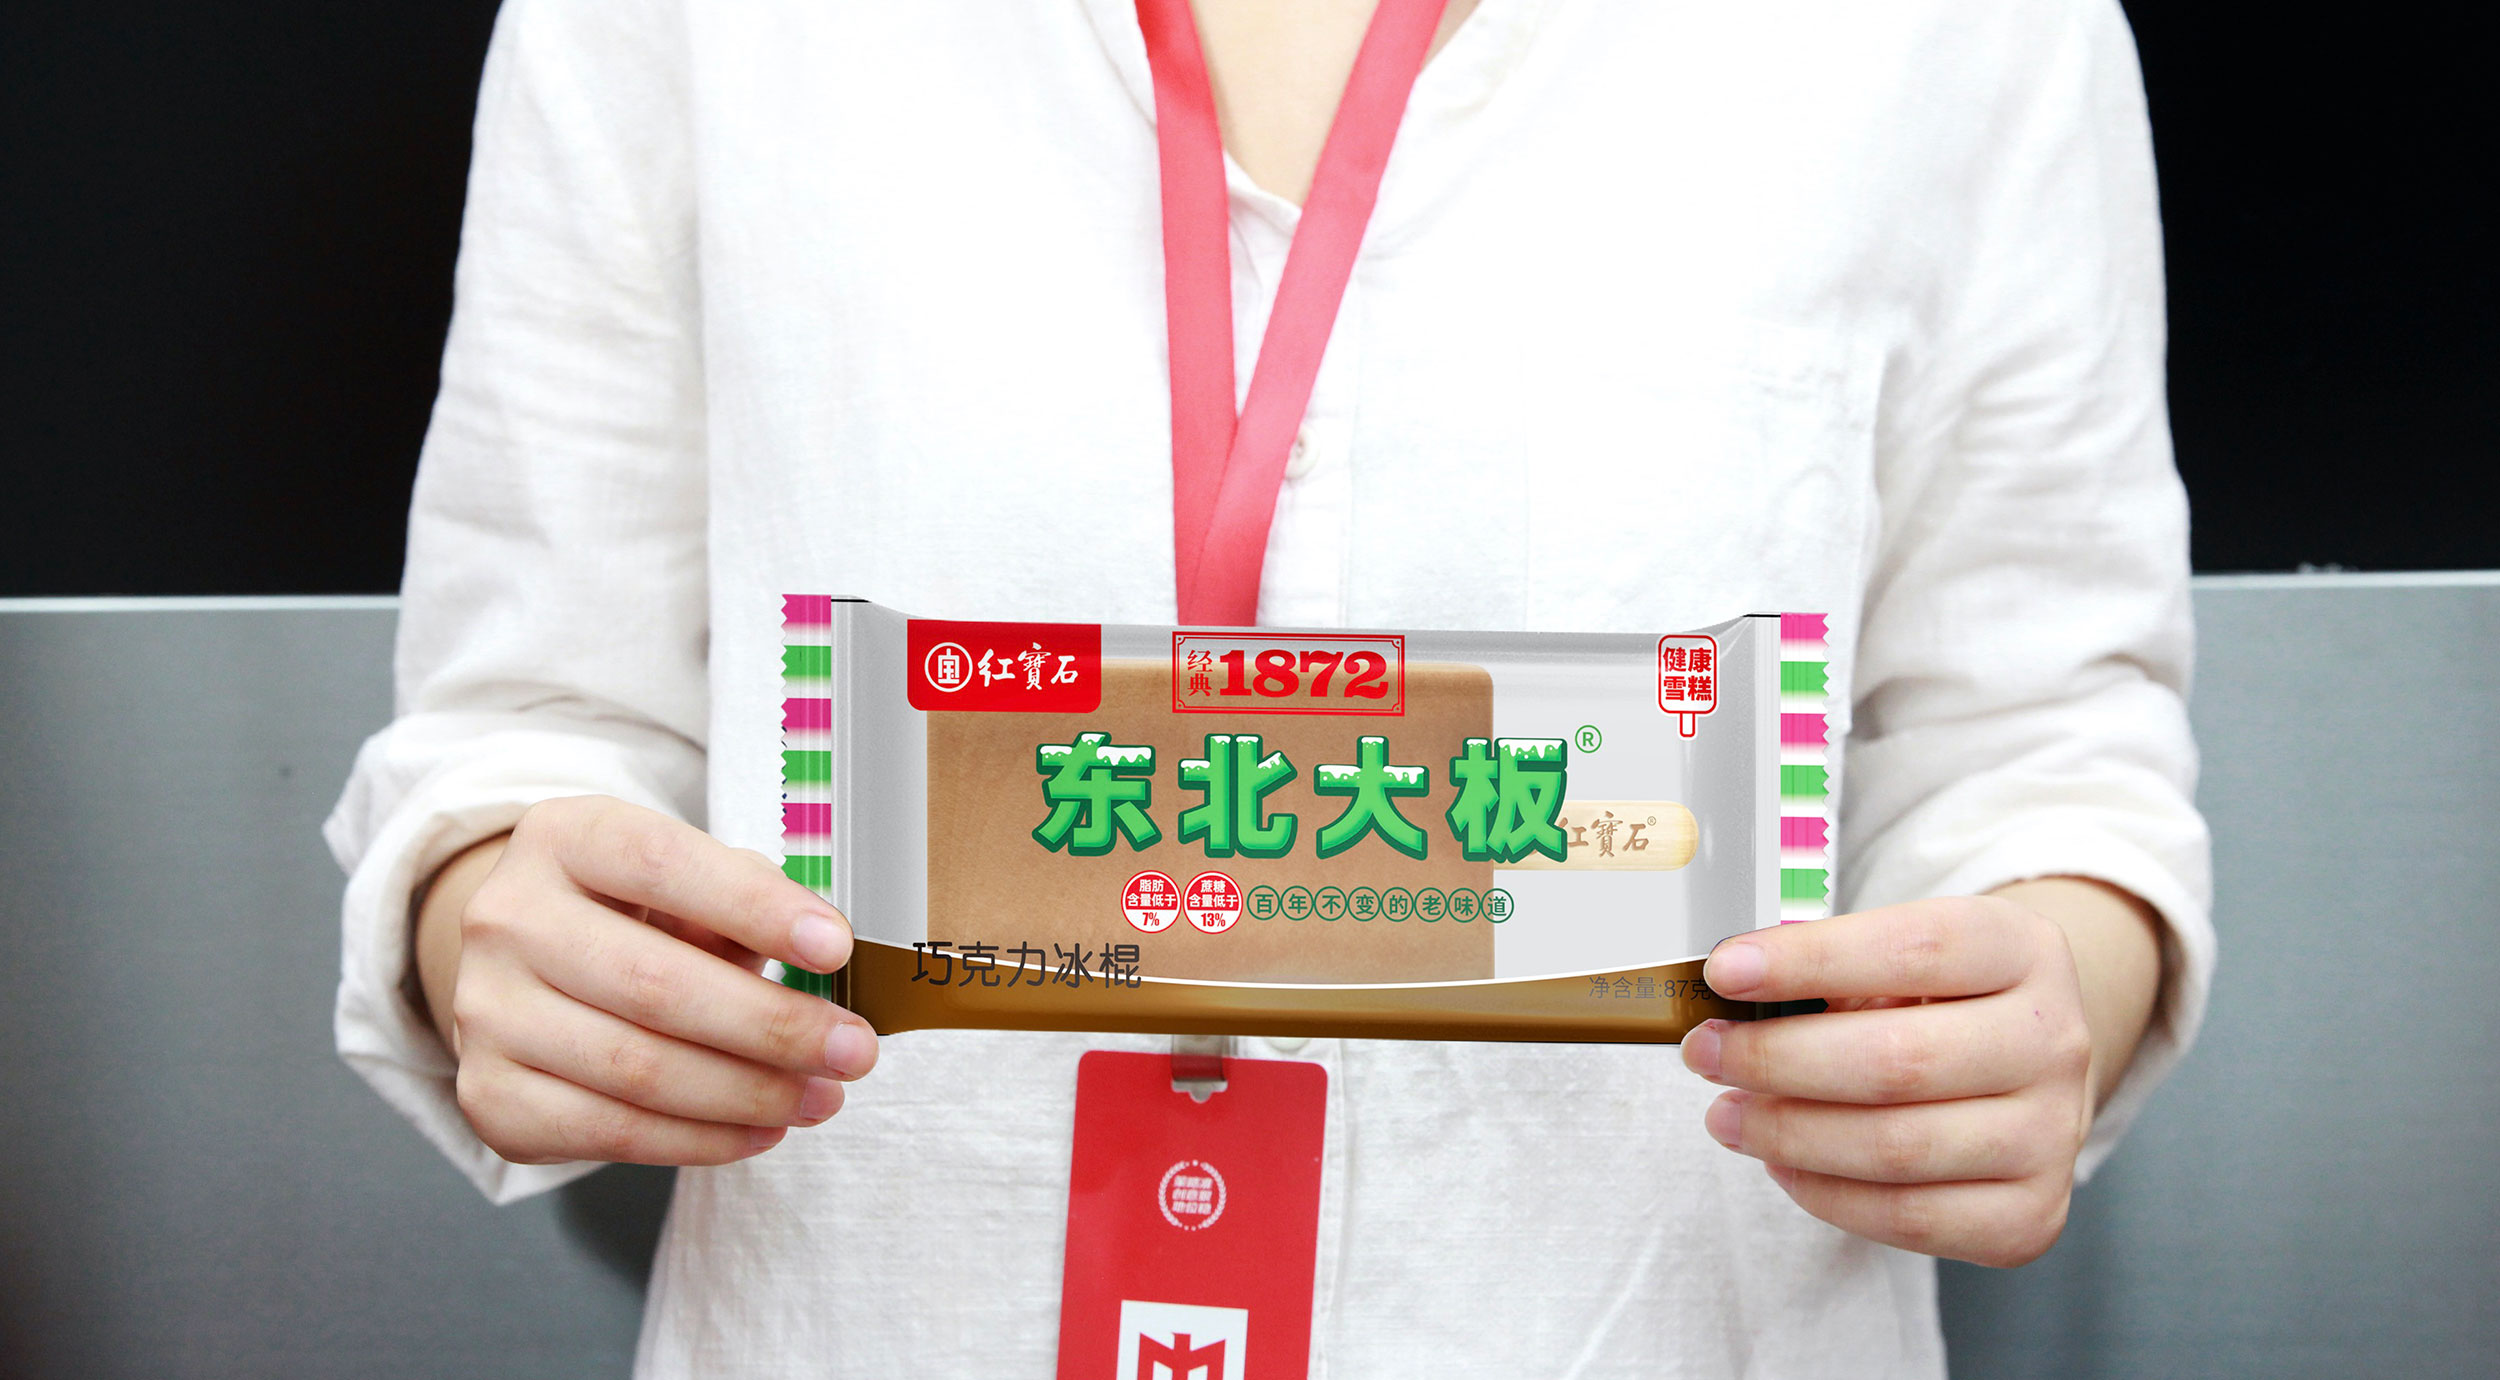 红寶石
经典 1872
健康
雪糕
东北大板®
红寶石®
脂肪
含量低于
7%
蔗糖
含量低于
13%
百年不变的老味道
巧克力冰棍
净含量:87克